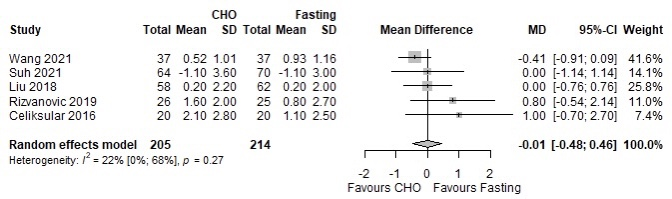 CHO Fasting
Study Total Mean SD Total Mean SD Mean Difference MD 95%-CI Weight
Wang 2021 37 0.52 1.01 37 0.93 1.16 -0.41 [-0.91; 0.09] 41.6%
Suh 2021 64 -1.10 3.60 70 -1.10 3.00 0.00 [-1.14; 1.14] 14.1%
Liu 2018 58 0.20 2.20 62 0.20 2.00 0.00 [-0.76; 0.76] 25.8%
Rizvanovic 2019 26 1.60 2.00 25 0.80 2.70 0.80 [-0.54; 2.14] 11.0%
Celiksular 2016 20 2.10 2.80 20 1.10 2.50 1.00 [-0.70; 2.70] 7.4%
Random effects model 205 214 -0.01 [-0.48; 0.46] 100.0%
Heterogeneity: I² = 22% [0%; 68%], p = 0.27
-2 -1 0 1 2 3
Favours CHO Favours Fasting